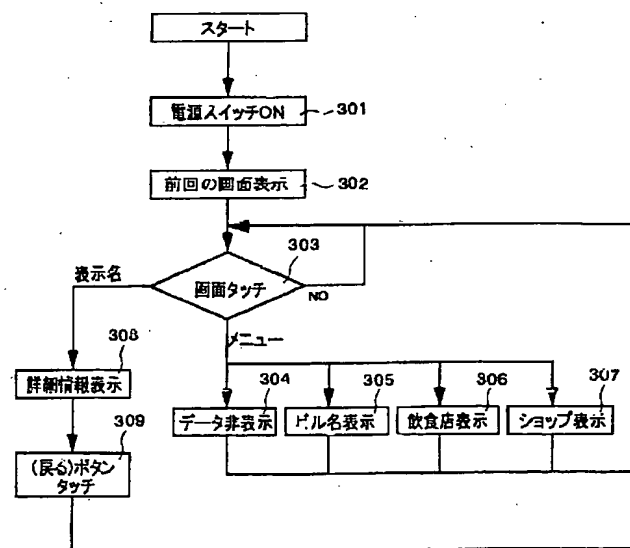 スタート
電源スイッチON
301
前回の画面表示
302
303
表示名
画面タッチ
NO
メニュー
308
304
305
306
307
詳細情報表示
データ非表示
ビル名表示
飲食店表示
ショップ表示
309
(戻る)ボタン
タッチ